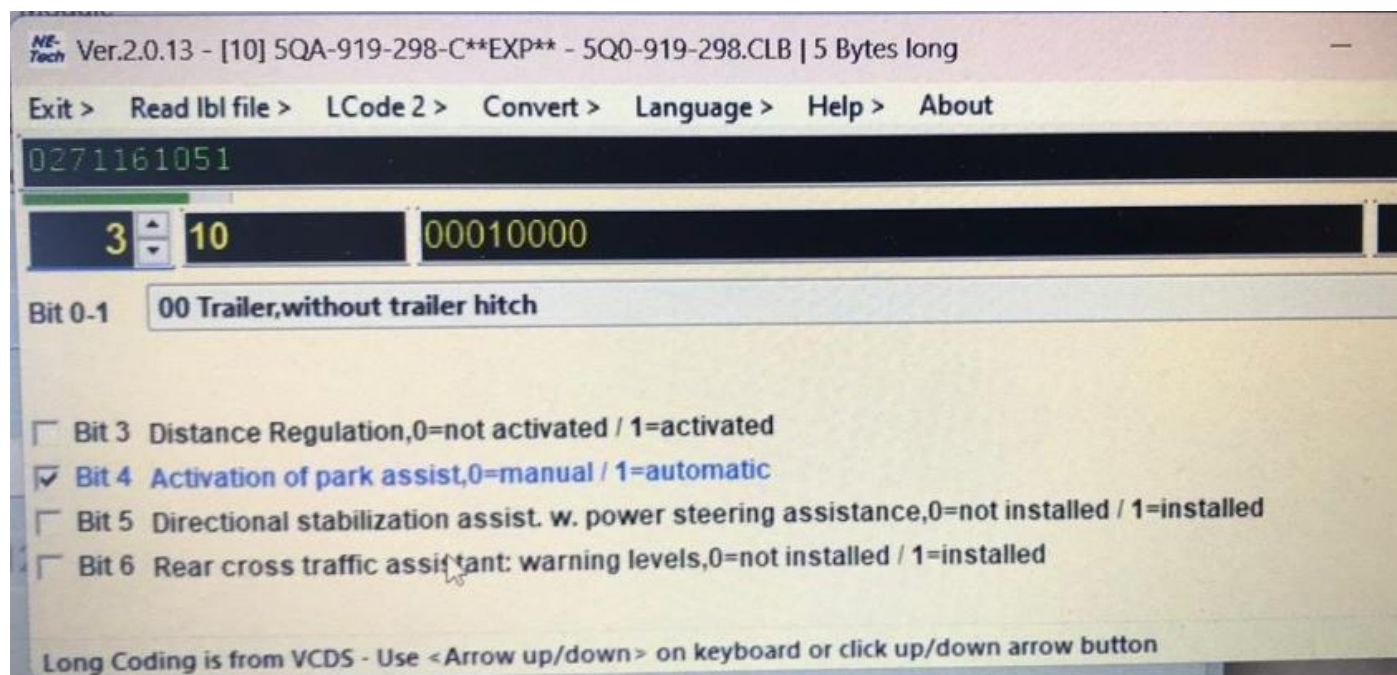 NE-Tech Ver.2.0.13 - [10] 5QA-919-298-C**EXP** - 5Q0-919-298.CLB | 5 Bytes long
Exit > Read lbl file > LCode 2 > Convert > Language > Help > About
0271161051
3 10 00010000
Bit 0-1 00 Trailer,without trailer hitch
Bit 3 Distance Regulation,0=not activated / 1=activated
Bit 4 Activation of park assist,0=manual / 1=automatic
Bit 5 Directional stabilization assist. w. power steering assistance,0=not installed / 1=installed
Bit 6 Rear cross traffic assistant: warning levels,0=not installed / 1=installed
Long Coding is from VCDS - Use <Arrow up/down> on keyboard or click up/down arrow button